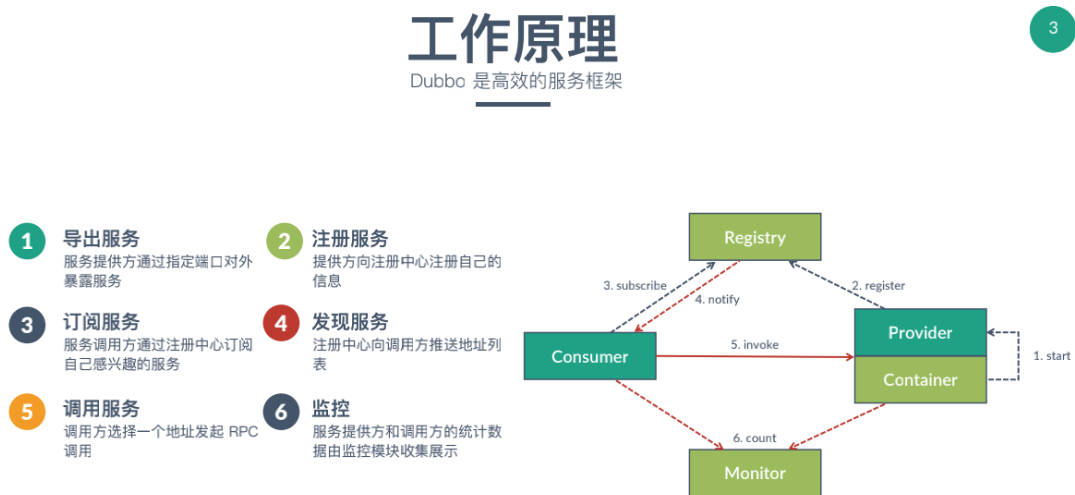 工作原理
3
Dubbo 是高效的服务框架
1 导出服务
服务提供方通过指定端口对外
暴露服务
2 注册服务
提供方向注册中心注册自己的
信息
3 订阅服务
服务调用方通过注册中心订阅
自己感兴趣的服务
4 发现服务
注册中心向调用方推送地址列
表
5 调用服务
调用方选择一个地址发起 RPC
调用
6 监控
服务提供方和调用方的统计数
据由监控模块收集展示
Registry
3. subscribe
4. notify
2. register
Provider
Consumer
5. invoke
1. start
Container
6. count
Monitor